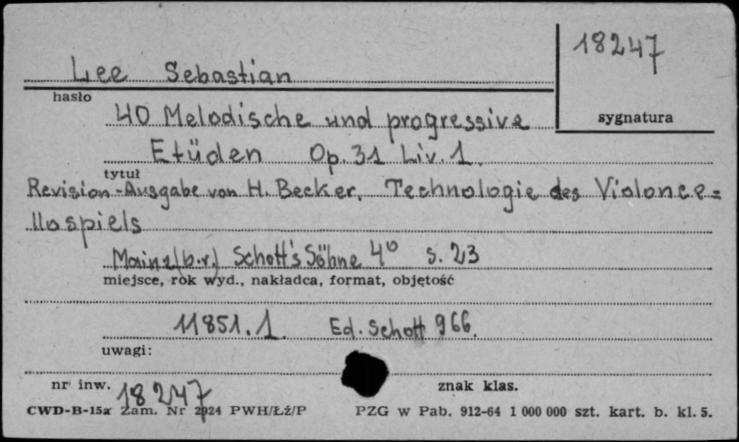 18247
Lee Sebastian
hasło
sygnatura
40 Melodische und progressive
Etüden Op. 31 Liv. 1.
tytuł
Revision-Ausgabe von H. Becker. Technologie des Violonce=
llospiels
Mainz (b.r.) Schott's Söhne 4° s. 23
miejsce, rok wyd., nakładca, format, objętość
11851.1. Ed. Schott 966.
uwagi:
nr inw. 18247 znak klas.
CWD-B-15a Zam. Nr 2924 PWH/Łź/P PZG w Pab. 912-64 1 000 000 szt. kart. b. kl. 5.